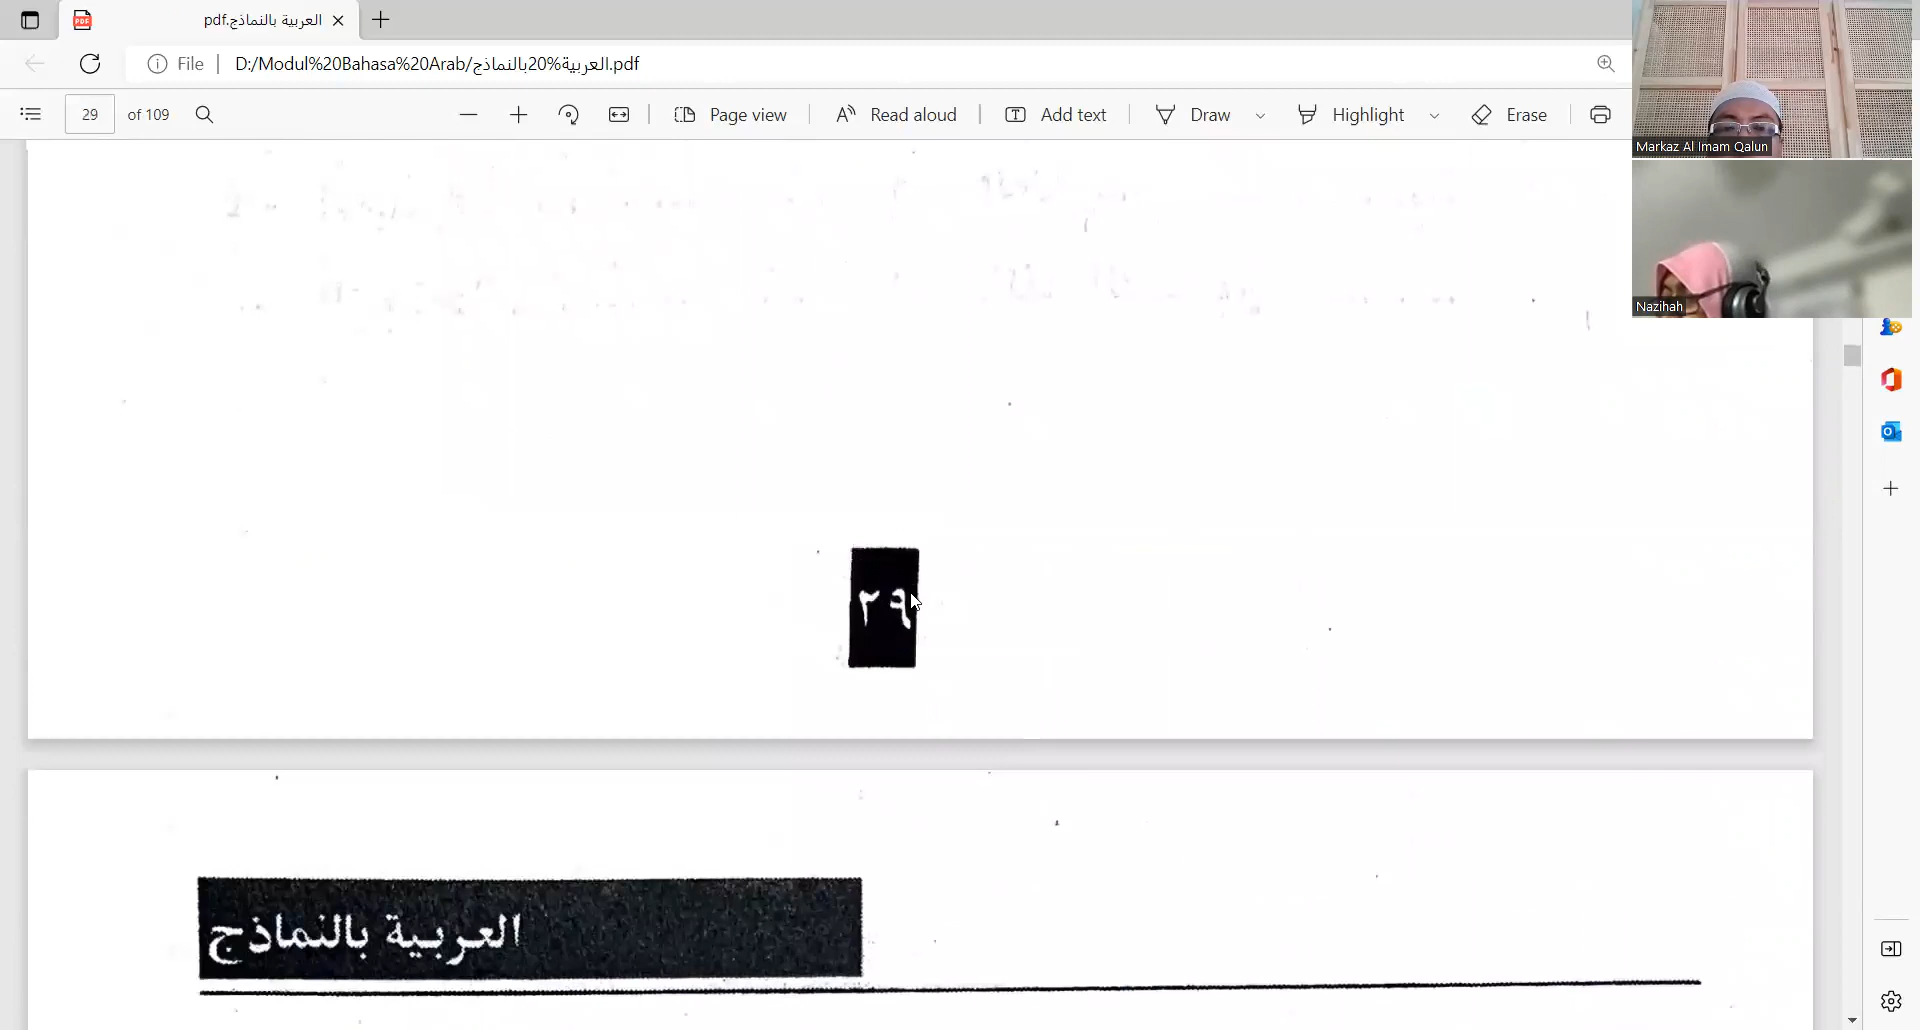 العربية بالنماذج.pdf
File
D:/Modul%20Bahasa%20Arab/العربية%20بالنماذج.pdf
29 of 109
Page view
Read aloud
Add text
Draw
Highlight
Erase
Markaz Al Imam Qalun
Nazihah
٢٩
العربية بالنماذج